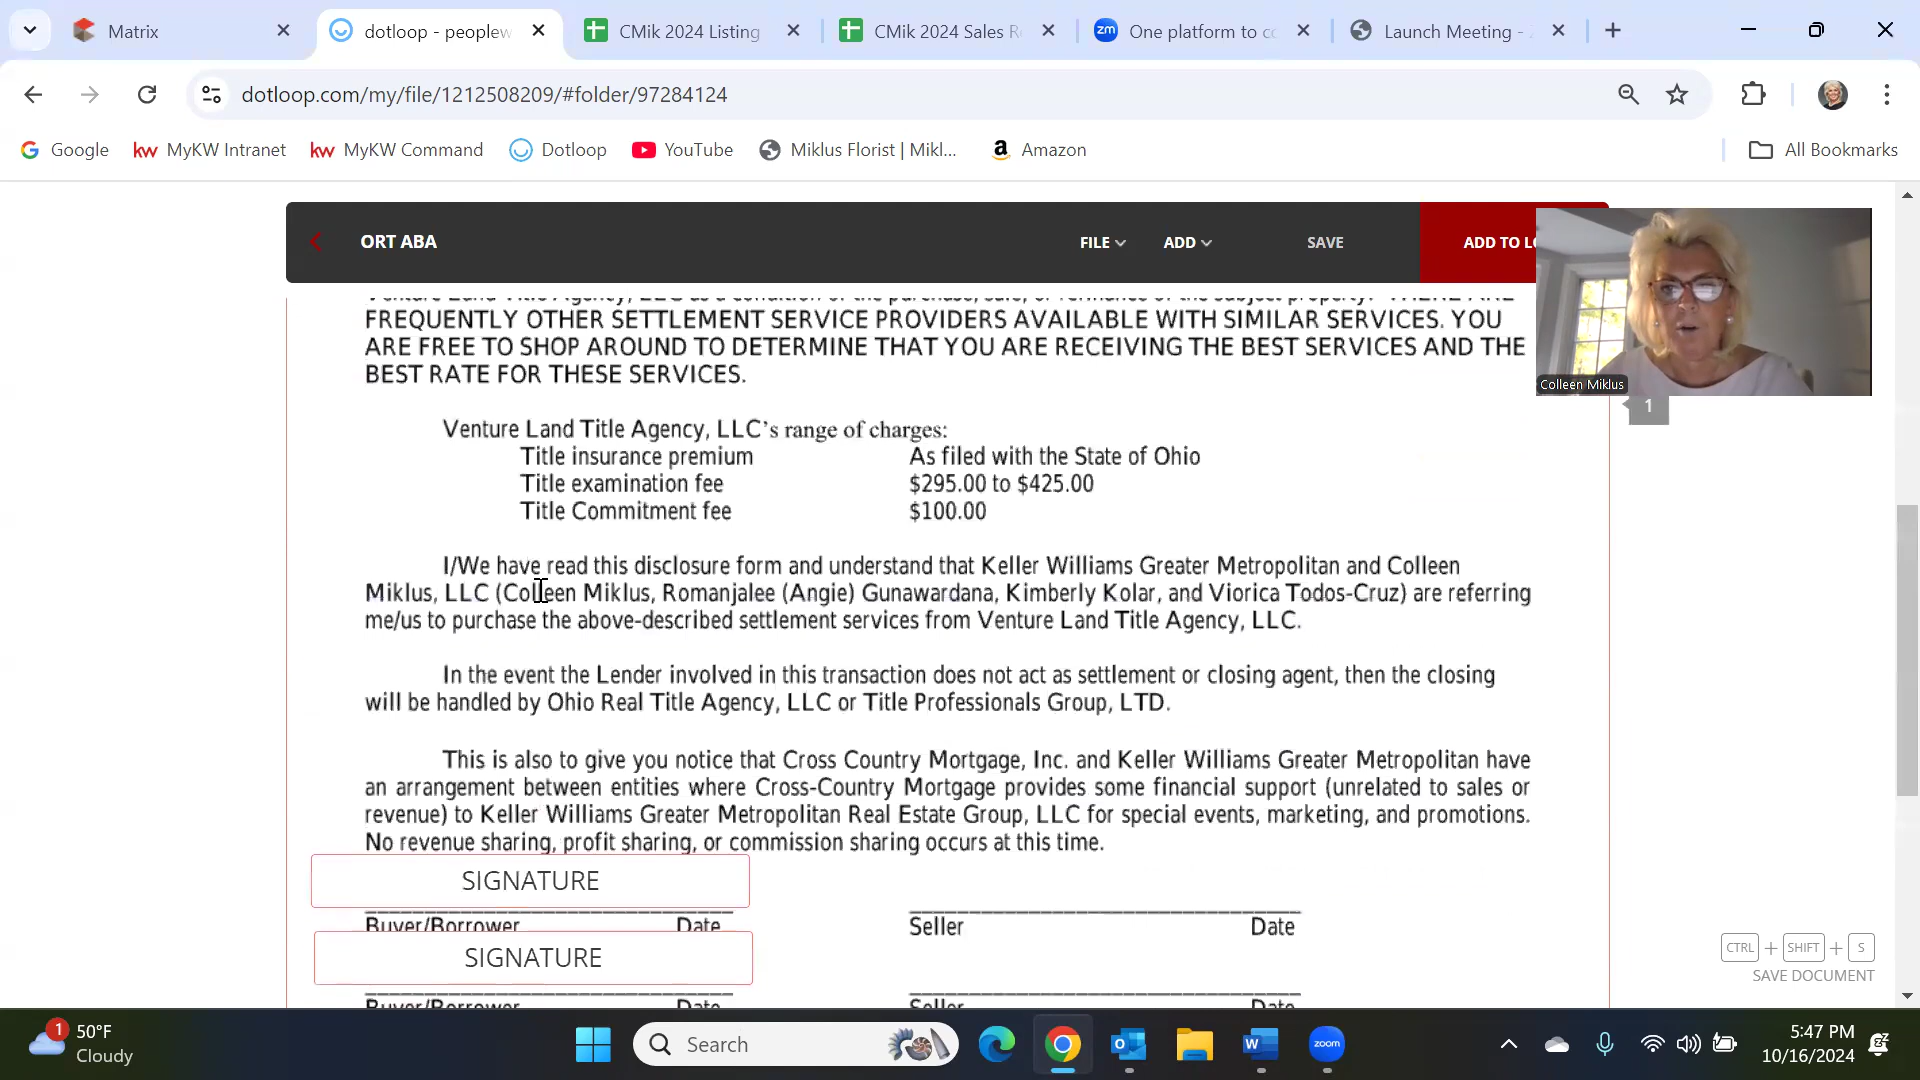 Matrix
dotloop - peoplew
CMik 2024 Listing
CMik 2024 Sales R
zm One platform to co
Launch Meeting -
dotloop.com/my/file/1212508209/#folder/97284124
Google
kw MyKW Intranet
kw MyKW Command
Dotloop
YouTube
Miklus Florist | Mikl...
a Amazon
All Bookmarks
ORT ABA
FILE
ADD
SAVE
ADD TO LO
FREQUENTLY OTHER SETTLEMENT SERVICE PROVIDERS AVAILABLE WITH SIMILAR SERVICES. YOU
ARE FREE TO SHOP AROUND TO DETERMINE THAT YOU ARE RECEIVING THE BEST SERVICES AND THE
BEST RATE FOR THESE SERVICES.
Colleen Miklus
1
Venture Land Title Agency, LLC's range of charges:
Title insurance premium As filed with the State of Ohio
Title examination fee $295.00 to $425.00
Title Commitment fee $100.00
I/We have read this disclosure form and understand that Keller Williams Greater Metropolitan and Colleen
Miklus, LLC (Colleen Miklus, Romanjalee (Angie) Gunawardana, Kimberly Kolar, and Viorica Todos-Cruz) are referring
me/us to purchase the above-described settlement services from Venture Land Title Agency, LLC.
In the event the Lender involved in this transaction does not act as settlement or closing agent, then the closing
will be handled by Ohio Real Title Agency, LLC or Title Professionals Group, LTD.
This is also to give you notice that Cross Country Mortgage, Inc. and Keller Williams Greater Metropolitan have
an arrangement between entities where Cross-Country Mortgage provides some financial support (unrelated to sales or
revenue) to Keller Williams Greater Metropolitan Real Estate Group, LLC for special events, marketing, and promotions.
No revenue sharing, profit sharing, or commission sharing occurs at this time.
SIGNATURE
Buyer/Borrower Date Seller Date
SIGNATURE
Buyer/Borrower Date Seller Date
CTRL + SHIFT + S
SAVE DOCUMENT
1
50°F
Cloudy
Search
zoom
5:47 PM
10/16/2024